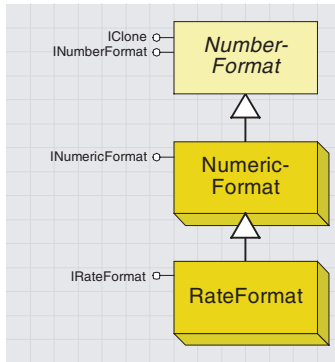 IClone
INumberFormat
Number-
Format
INumericFormat
Numeric-
Format
IRateFormat
RateFormat